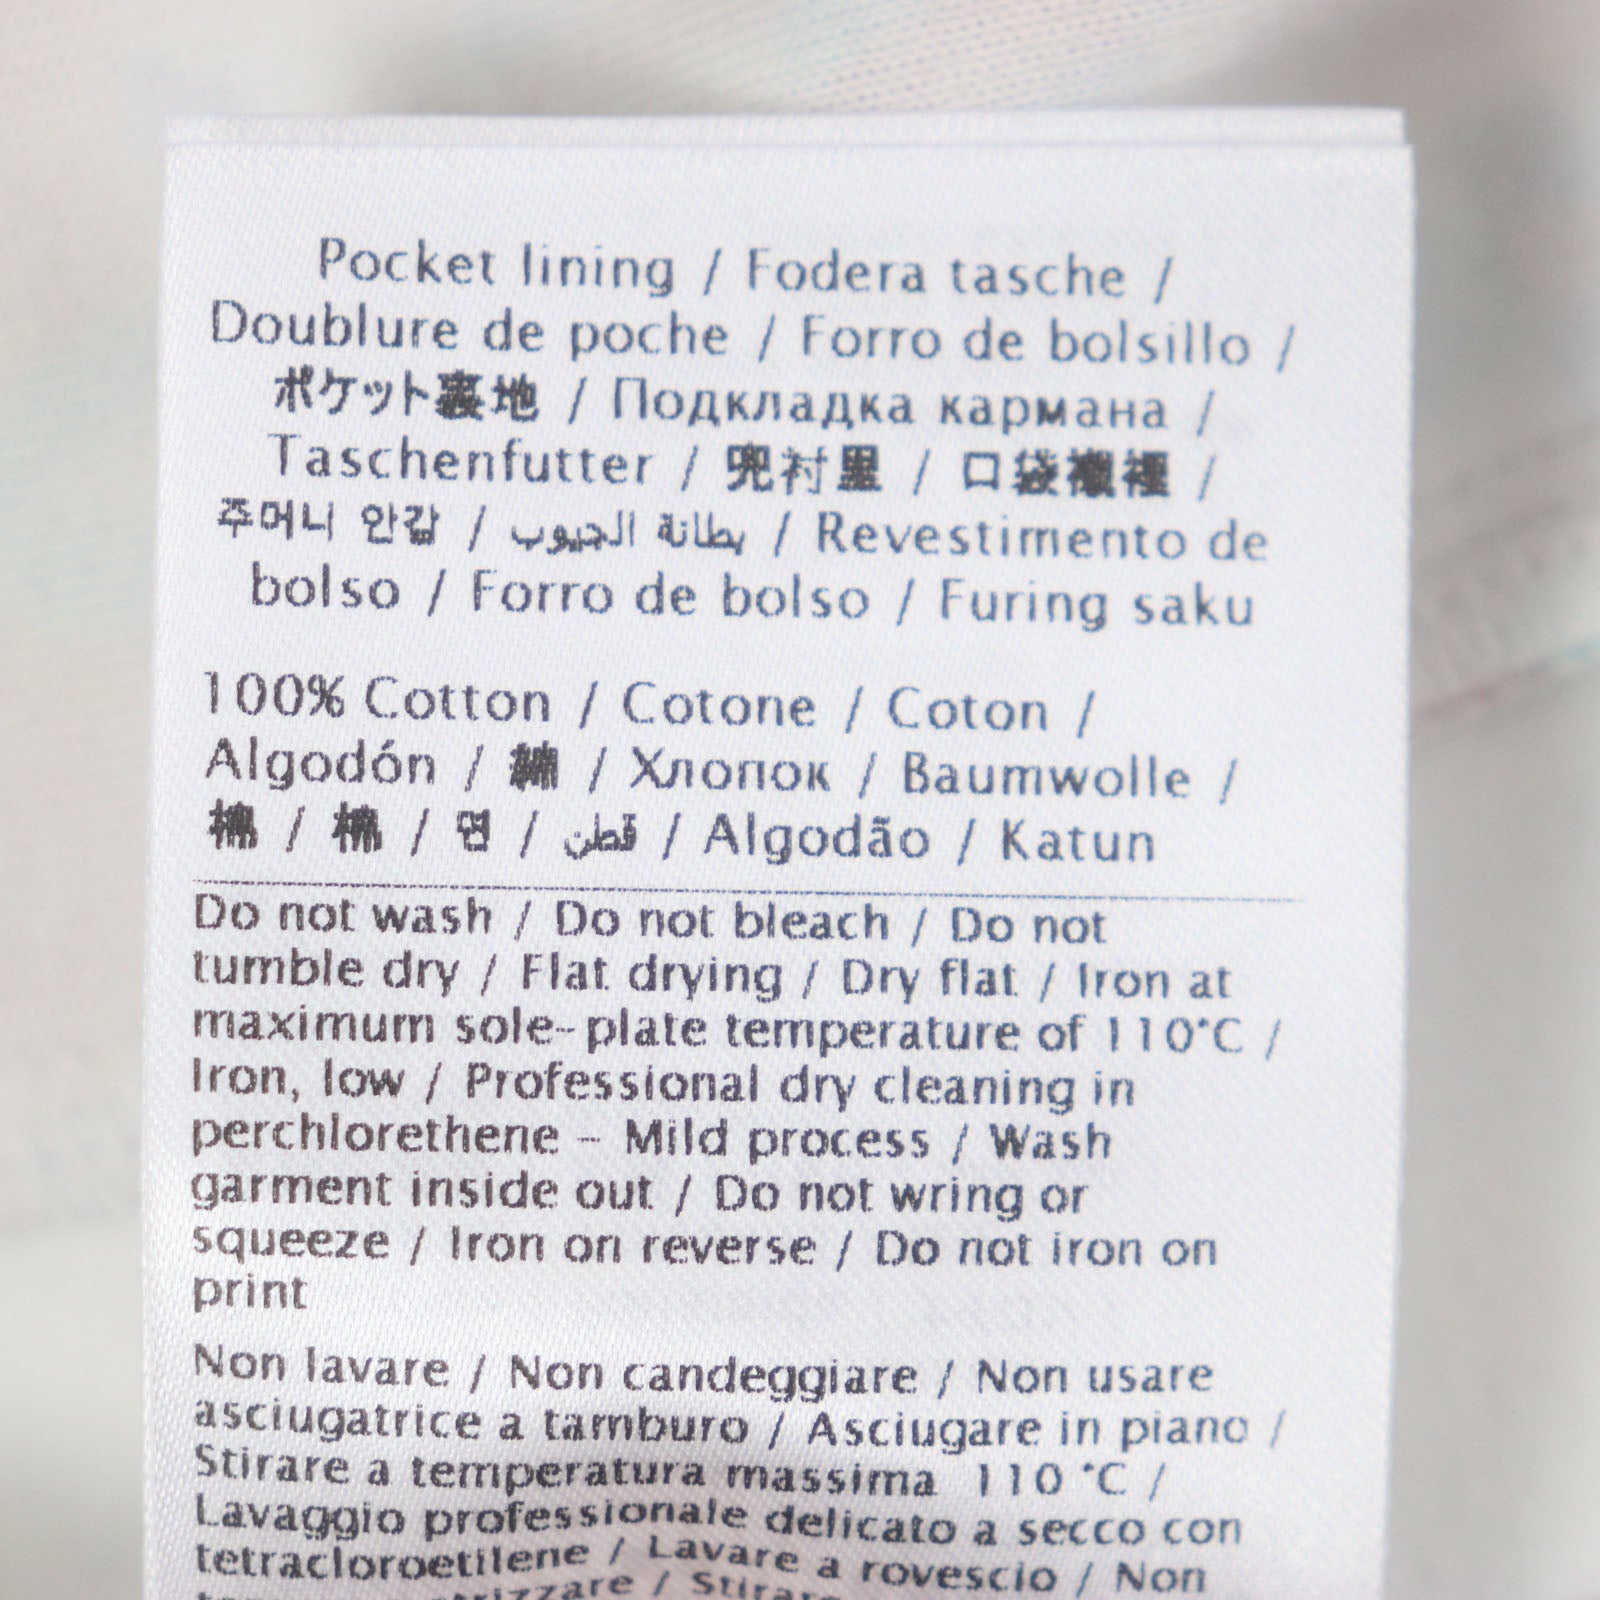 Pocket lining / Fodera tasche /
Doublure de poche / Forro de bolsillo /
ポケット裏地 / Подкладка кармана /
Taschenfutter / 兜衬里 / 口袋襯裡 /
주머니 안감 / بطانة الجيوب / Revestimento de
bolso / Forro de bolso / Furing saku
100% Cotton / Cotone / Coton /
Algodón / 綿 / Хлопок / Baumwolle /
棉 / 棉 / 면 / قطن / Algodão / Katun
Do not wash / Do not bleach / Do not
tumble dry / Flat drying / Dry flat / Iron at
maximum sole-plate temperature of 110°C /
Iron, low / Professional dry cleaning in
perchlorethene - Mild process / Wash
garment inside out / Do not wring or
squeeze / Iron on reverse / Do not iron on
print
Non lavare / Non candeggiare / Non usare
asciugatrice a tamburo / Asciugare in piano /
Stirare a temperatura massima 110 °C /
Lavaggio professionale delicato a secco con
tetracloroetilene / Lavare a rovescio / Non
/ Stirare